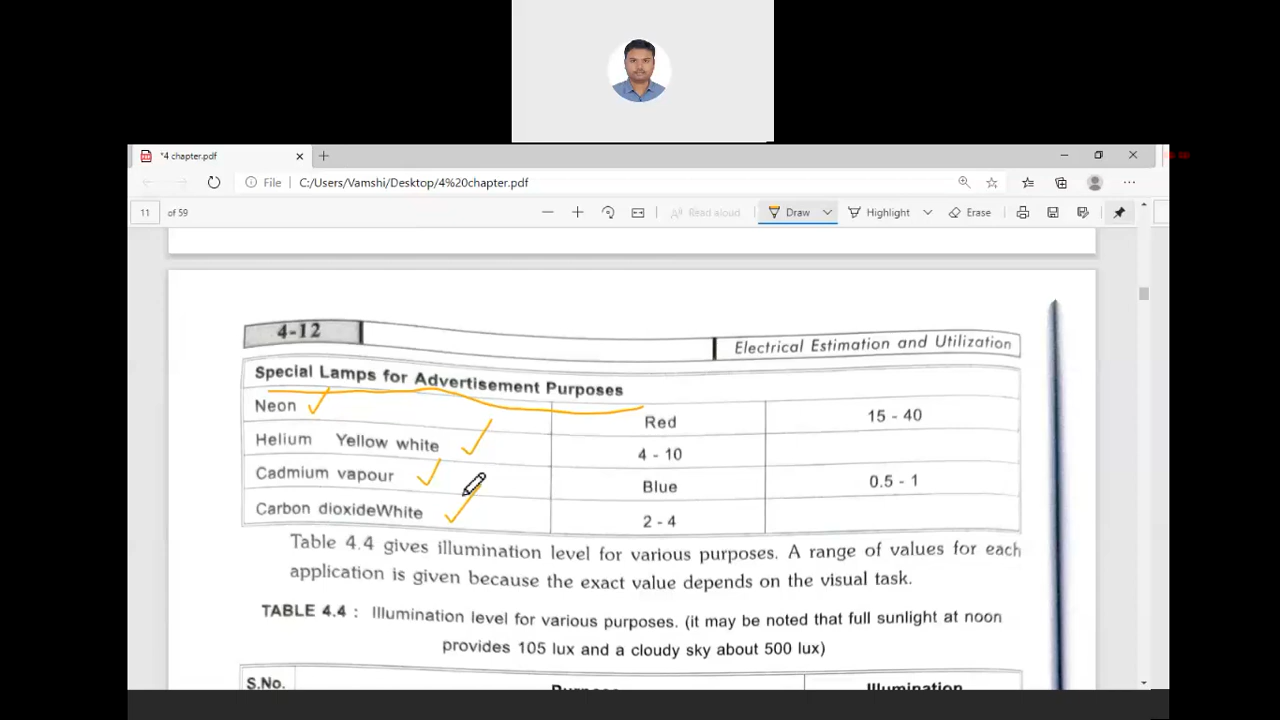 *4 chapter.pdf
File C:/Users/Vamshi/Desktop/4%20chapter.pdf
11 of 59 Read aloud Draw Highlight Erase
4-12
Electrical Estimation and Utilization
Special Lamps for Advertisement Purposes
Neon Red 15 - 40
Helium Yellow white 4 - 10
Cadmium vapour Blue 0.5 - 1
Carbon dioxideWhite 2 - 4
Table 4.4 gives illumination level for various purposes. A range of values for each
application is given because the exact value depends on the visual task.
TABLE 4.4 : Illumination level for various purposes. (it may be noted that full sunlight at noon
provides 105 lux and a cloudy sky about 500 lux)
S.No. Purpose Illumination